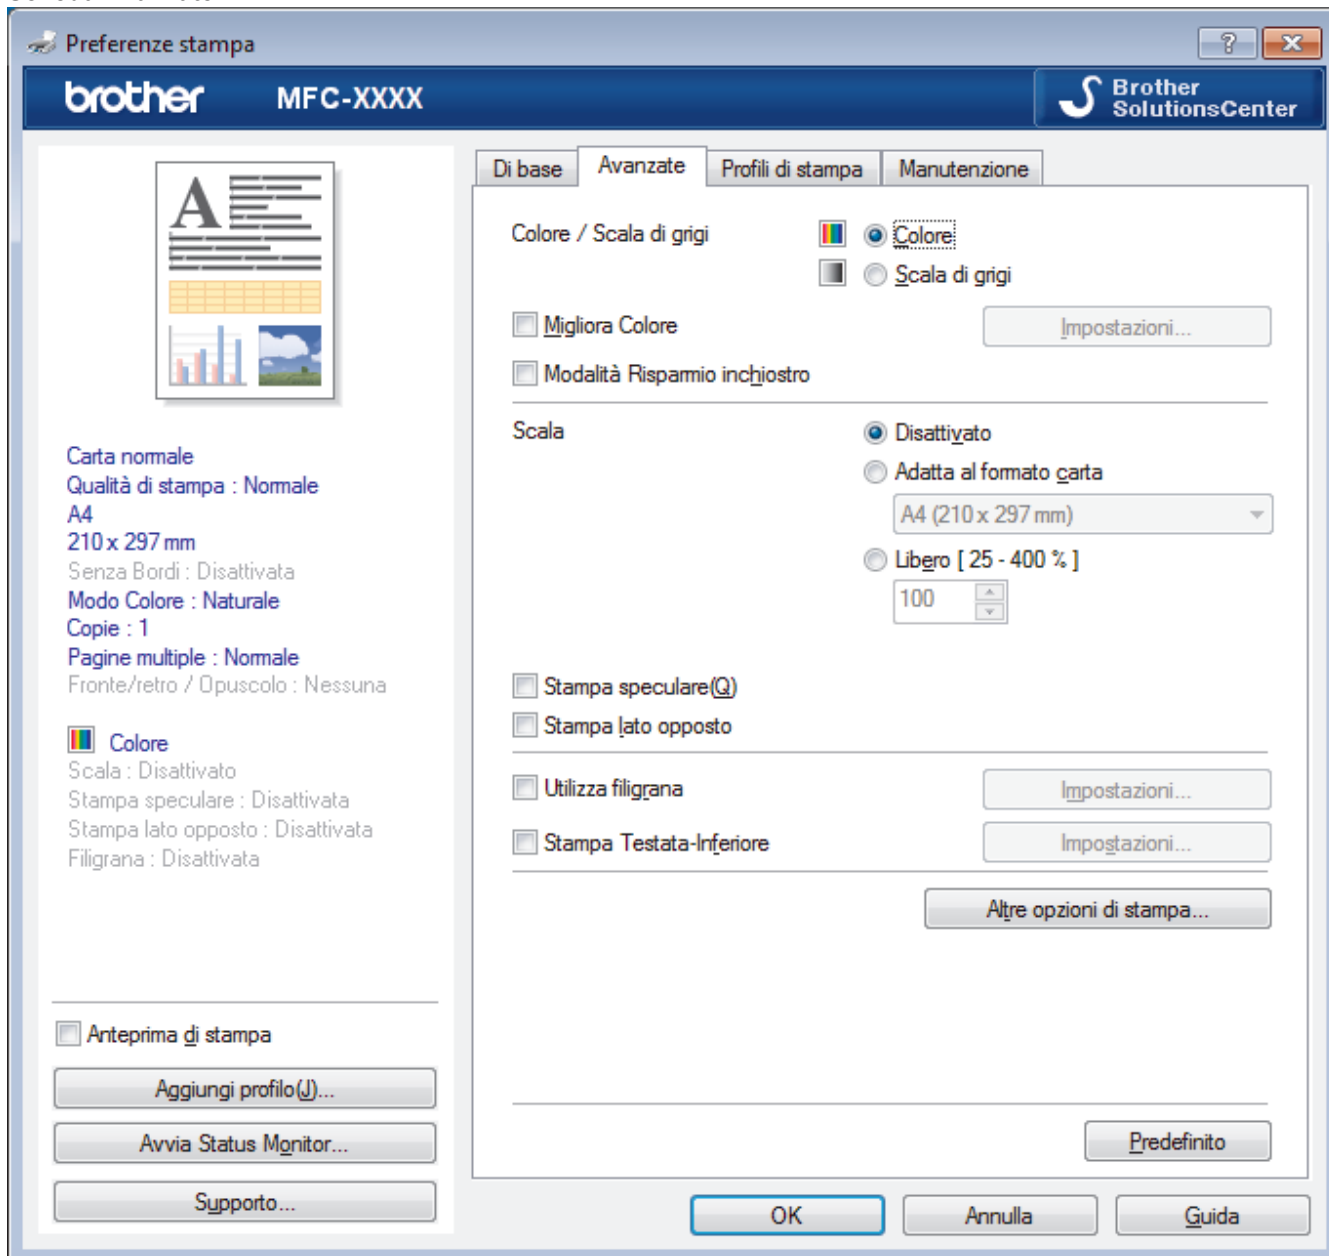 Preferenze stampa
brother MFC-XXXX Brother SolutionsCenter
Di base Avanzate Profili di stampa Manutenzione
A
Carta normale
Qualità di stampa : Normale
A4
210 x 297 mm
Senza Bordi : Disattivata
Modo Colore : Naturale
Copie : 1
Pagine multiple : Normale
Fronte/retro / Opuscolo : Nessuna
Colore
Scala : Disattivato
Stampa speculare : Disattivata
Stampa lato opposto : Disattivata
Filigrana : Disattivata
Anteprima di stampa
Aggiungi profilo(J)...
Avvia Status Monitor...
Supporto...
Colore / Scala di grigi
Colore
Scala di grigi
Migliora Colore Impostazioni...
Modalità Risparmio inchiostro
Scala
Disattivato
Adatta al formato carta
A4 (210 x 297 mm)
Libero [ 25 - 400 % ]
100
Stampa speculare(Q)
Stampa lato opposto
Utilizza filigrana Impostazioni...
Stampa Testata-Inferiore Impostazioni...
Altre opzioni di stampa...
Predefinito
OK Annulla Guida